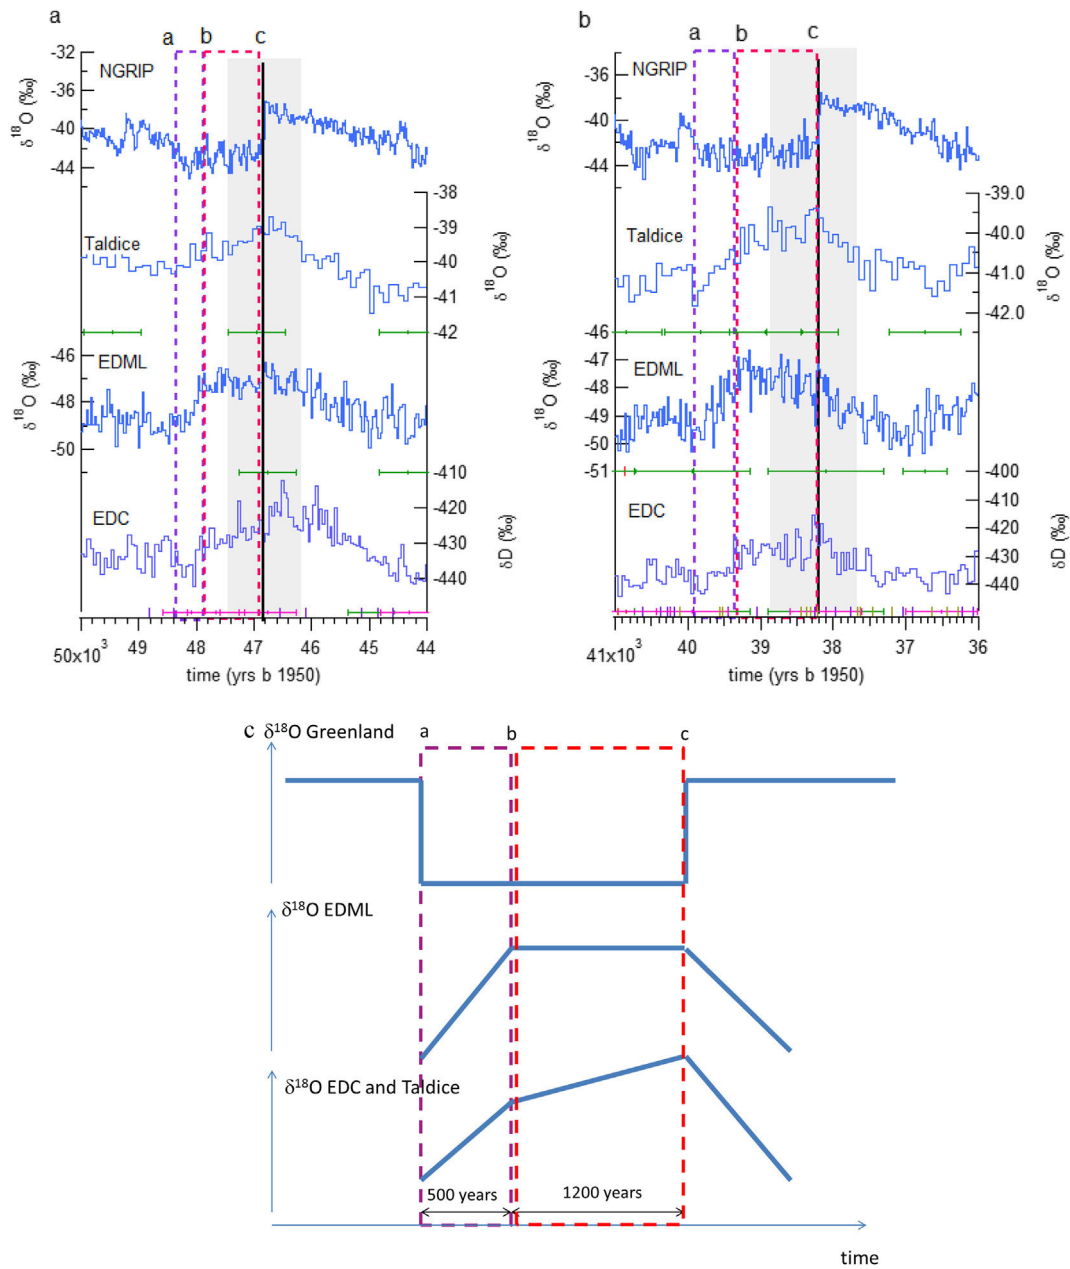 a
a b c
-32
-36
-40
-44
δ18O (‰)
NGRIP
-38
-39
-40
-41
-42
δ18O (‰)
Taldice
-46
-48
-50
δ18O (‰)
EDML
-410
-420
-430
-440
δD (‰)
EDC
50x10³ 49 48 47 46 45 44
time (yrs b 1950)
b
a b c
-36
-40
-44
δ18O (‰)
NGRIP
-39.0
-40.0
-41.0
-42.0
δ18O (‰)
Taldice
-46
-47
-48
-49
-50
-51
δ18O (‰)
EDML
-400
-410
-420
-430
-440
δD (‰)
EDC
41x10³ 40 39 38 37 36
time (yrs b 1950)
c δ18O Greenland a b c
δ18O EDML
δ18O EDC and Taldice
500 years 1200 years
time